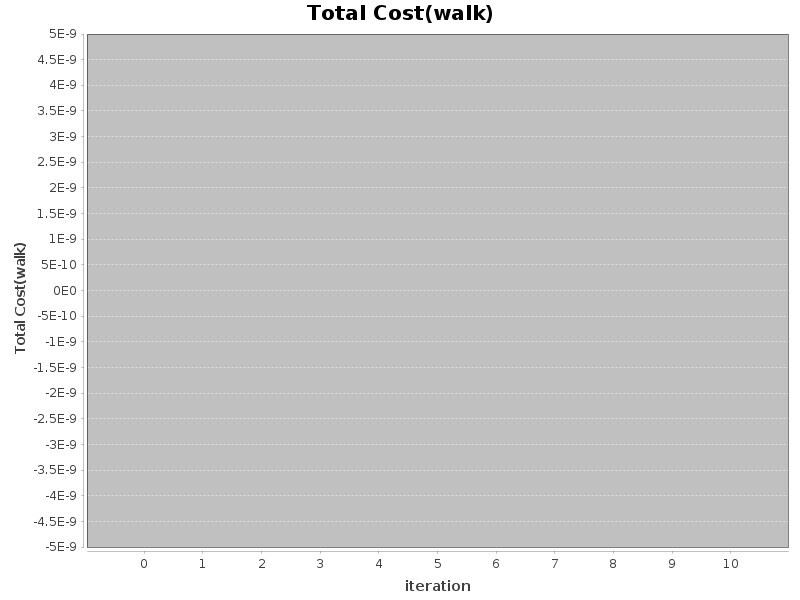 Total Cost(walk)
5E-9
4.5E-9
4E-9
3.5E-9
3E-9
2.5E-9
2E-9
1.5E-9
1E-9
5E-10
0E0
-5E-10
-1E-9
-1.5E-9
-2E-9
-2.5E-9
-3E-9
-3.5E-9
-4E-9
-4.5E-9
-5E-9
Total Cost(walk)
0 1 2 3 4 5 6 7 8 9 10
iteration